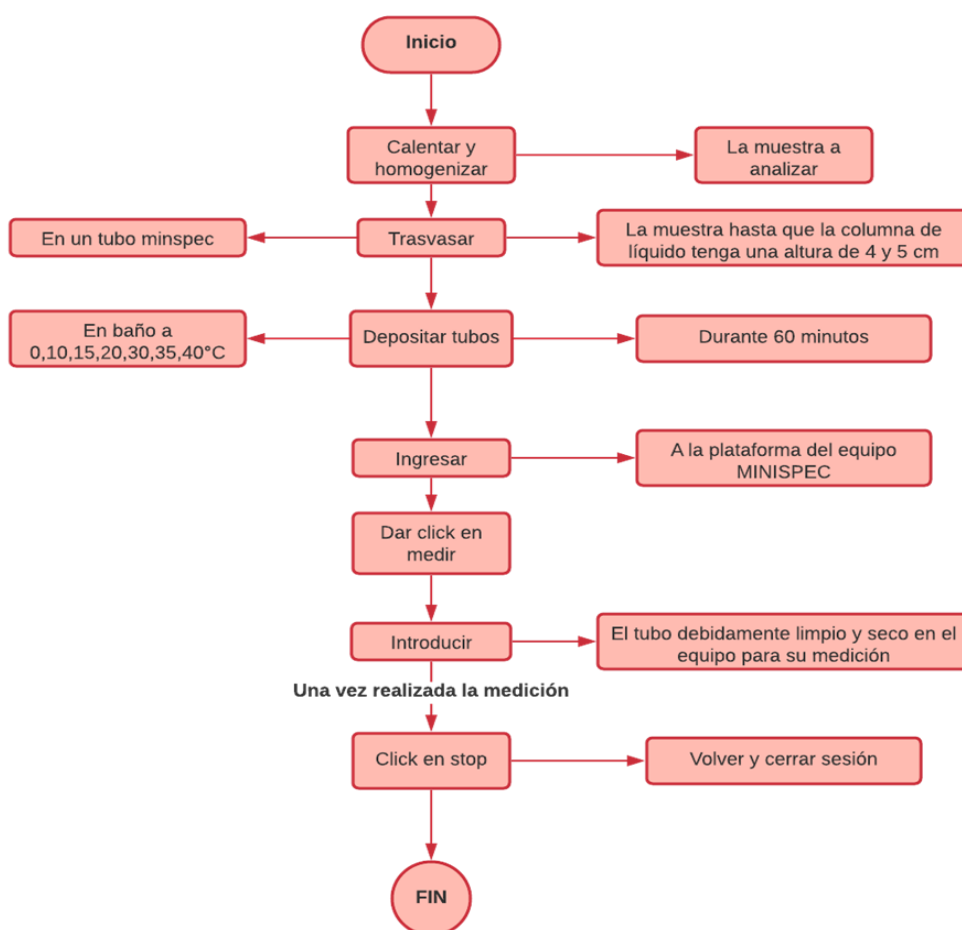 Inicio
Calentar y
homogenizar
La muestra a
analizar
En un tubo minspec
Trasvasar
La muestra hasta que la columna de
líquido tenga una altura de 4 y 5 cm
En baño a
0,10,15,20,30,35,40°C
Depositar tubos
Durante 60 minutos
Ingresar
A la plataforma del equipo
MINISPEC
Dar click en
medir
Introducir
El tubo debidamente limpio y seco en el
equipo para su medición
Una vez realizada la medición
Click en stop
Volver y cerrar sesión
FIN